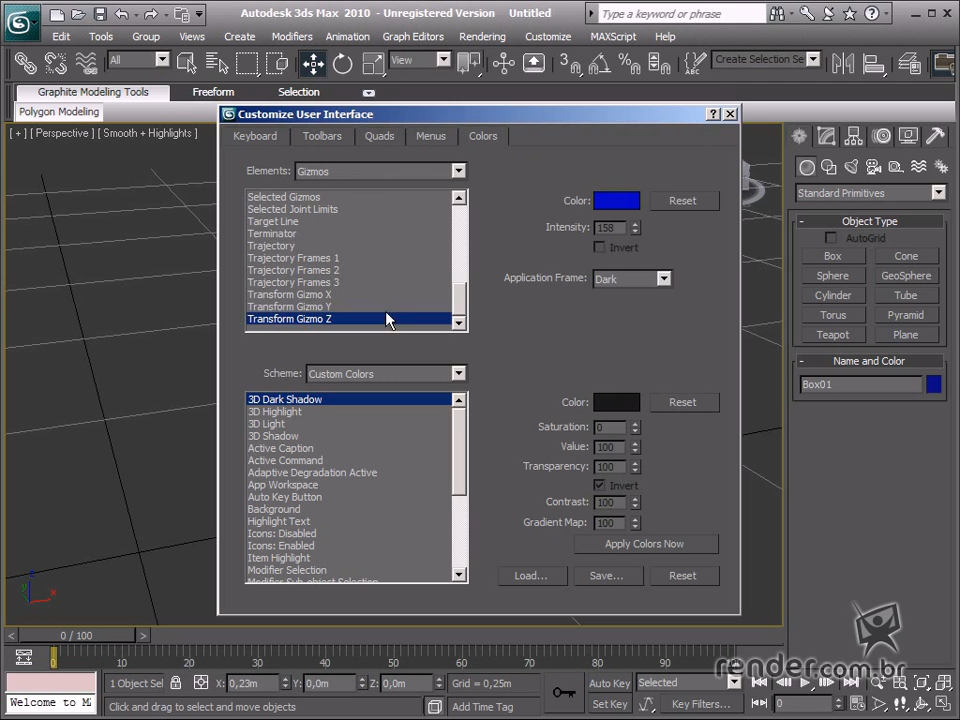 Autodesk 3ds Max 2010 - Unregistered Version Untitled
Type a keyword or phrase
Edit Tools Group Views Create Modifiers Animation Graph Editors Rendering Customize MAXScript Help
All View Create Selection Se
Graphite Modeling Tools Freeform Selection
Polygon Modeling
[ + ] [ Perspective ] [ Smooth + Highlights ]
Customize User Interface
Keyboard Toolbars Quads Menus Colors
Elements: Gizmos
Selected Gizmos
Selected Joint Limits
Target Line
Terminator
Trajectory
Trajectory Frames 1
Trajectory Frames 2
Trajectory Frames 3
Transform Gizmo X
Transform Gizmo Y
Transform Gizmo Z
Color: Reset
Intensity: 158
Invert
Application Frame: Dark
Scheme: Custom Colors
3D Dark Shadow
3D Highlight
3D Light
3D Shadow
Active Caption
Active Command
Adaptive Degradation Active
App Workspace
Auto Key Button
Background
Highlight Text
Icons: Disabled
Icons: Enabled
Item Highlight
Modifier Selection
Modifier Sub-object Selection
Color: Reset
Saturation: 0
Value: 100
Transparency: 100
Invert
Contrast: 100
Gradient Map: 100
Apply Colors Now
Load... Save... Reset
Standard Primitives
- Object Type
AutoGrid
Box Cone
Sphere GeoSphere
Cylinder Tube
Torus Pyramid
Teapot Plane
- Name and Color
Box01
z x
< 0 / 100 >
0 10 20 30 40 50 60 70 80 90
render.com.br
1 Object Sel X: 0,23m Y: 0,0m Z: 0,0m Grid = 0,25m Auto Key Selected
Welcome to M
Click and drag to select and move objects Add Time Tag Set Key Key Filters... 0